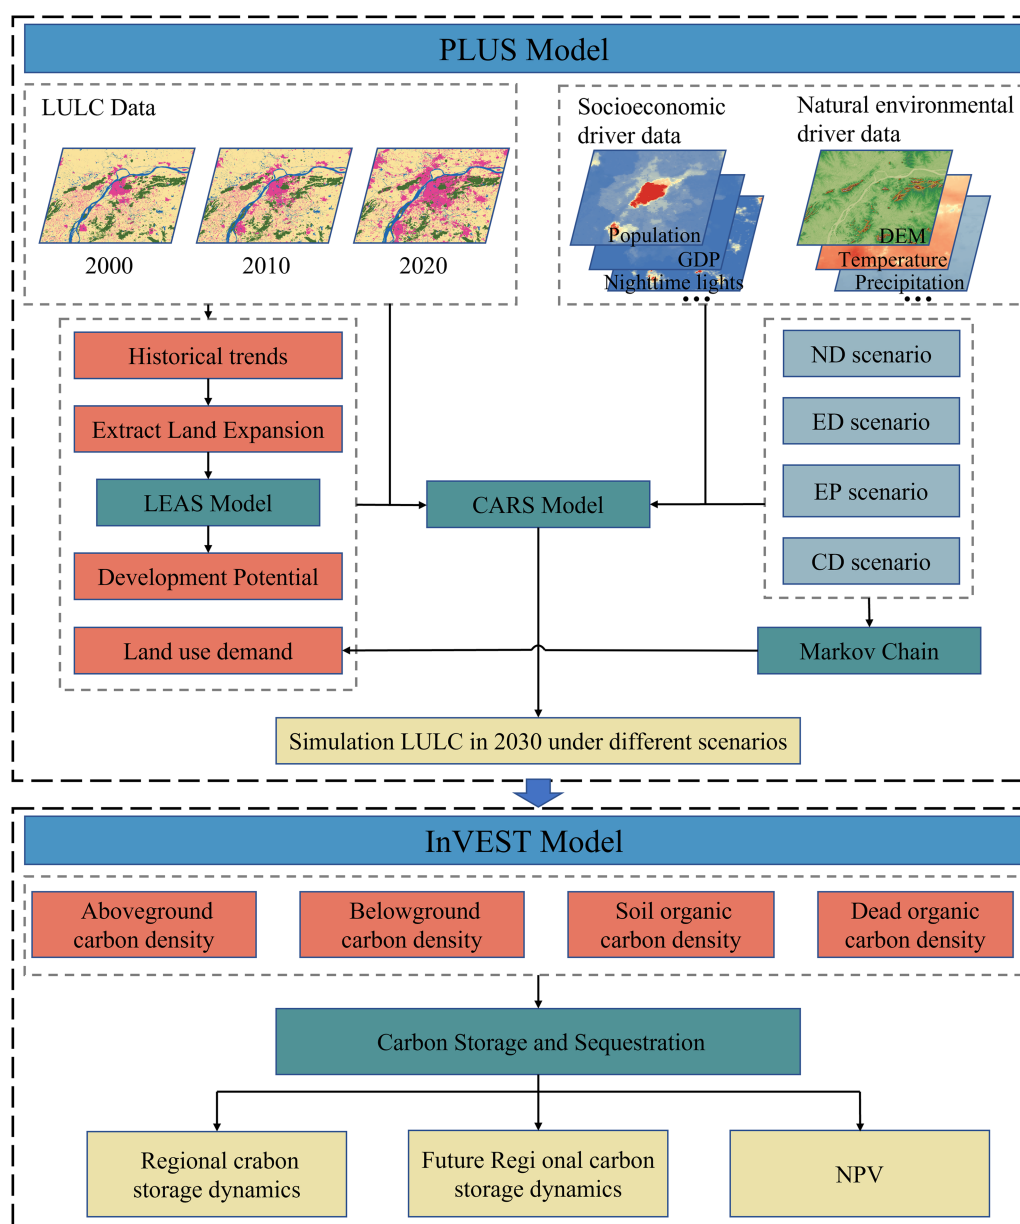 PLUS Model
LULC Data
2000
2010
2020
Socioeconomic
driver data
Population
GDP
Nighttime lights
•••
Natural environmental
driver data
DEM
Temperature
Precipitation
•••
Historical trends
Extract Land Expansion
LEAS Model
Development Potential
Land use demand
CARS Model
ND scenario
ED scenario
EP scenario
CD scenario
Markov Chain
Simulation LULC in 2030 under different scenarios
InVEST Model
Aboveground
carbon density
Belowground
carbon density
Soil organic
carbon density
Dead organic
carbon density
Carbon Storage and Sequestration
Regional crabon
storage dynamics
Future Regi onal carbon
storage dynamics
NPV